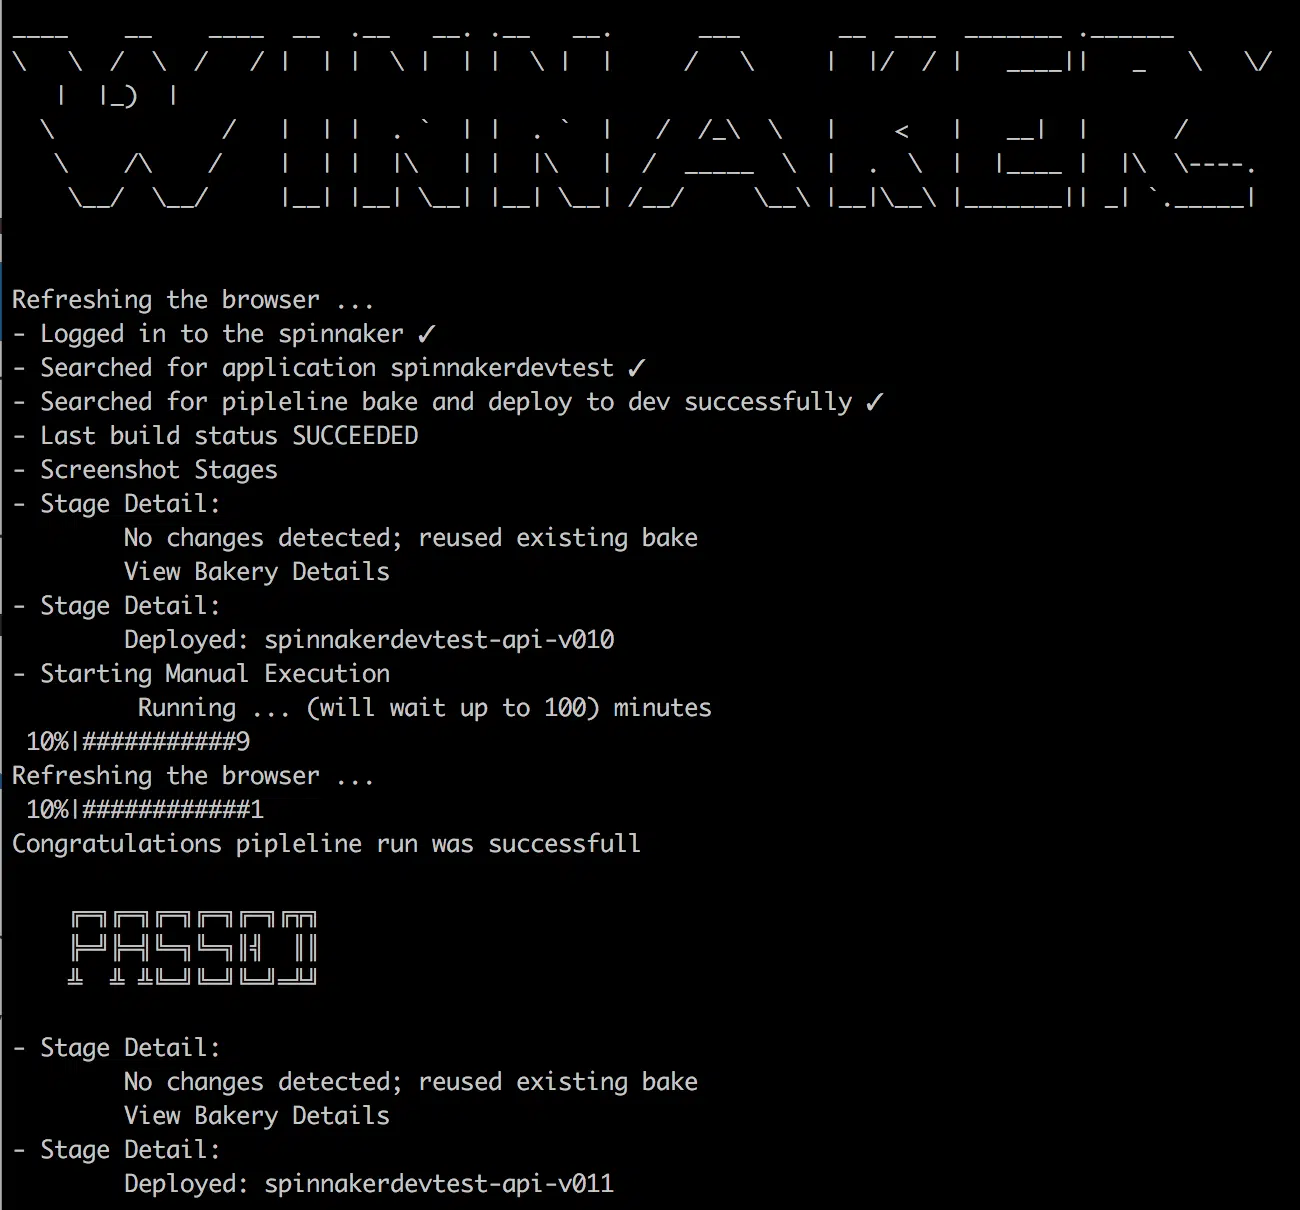 WINNAKER
Refreshing the browser ...
- Logged in to the spinnaker ✓
- Searched for application spinnakerdevtest ✓
- Searched for pipleline bake and deploy to dev successfully ✓
- Last build status SUCCEEDED
- Screenshot Stages
- Stage Detail:
No changes detected; reused existing bake
View Bakery Details
- Stage Detail:
Deployed: spinnakerdevtest-api-v010
- Starting Manual Execution
Running ... (will wait up to 100) minutes
10%|###########9
Refreshing the browser ...
10%|############1
Congratulations pipleline run was successfull
PASSED
- Stage Detail:
No changes detected; reused existing bake
View Bakery Details
- Stage Detail:
Deployed: spinnakerdevtest-api-v011